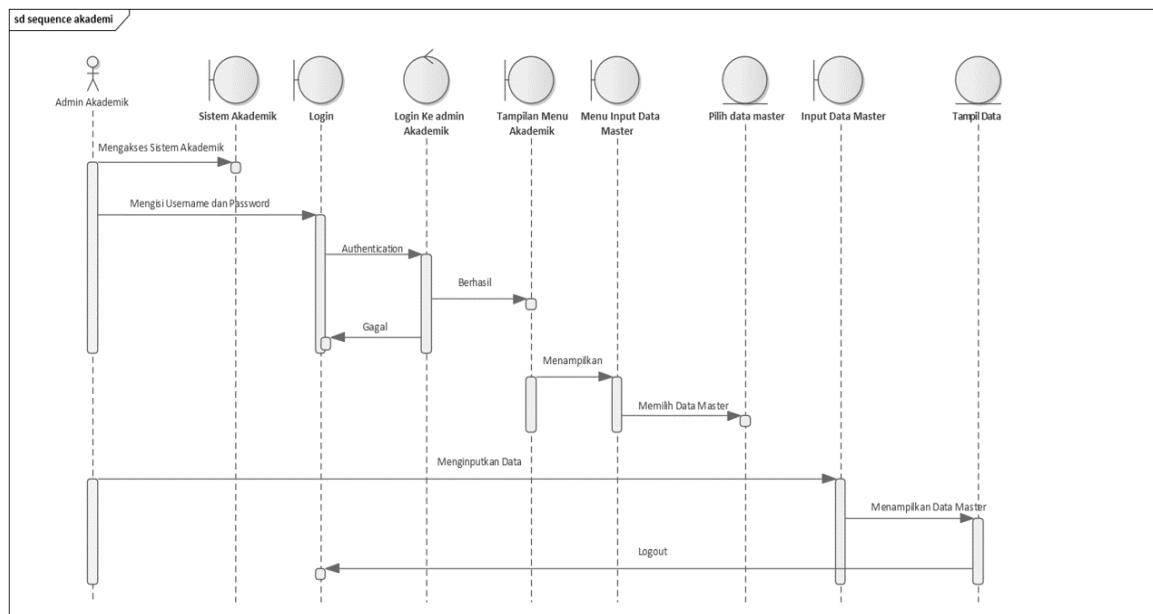 sd sequence akademi
Admin Akademik
Sistem Akademik
Login
Login Ke admin
Akademik
Tampilan Menu
Akademik
Menu Input Data
Master
Pilih data master
Input Data Master
Tampil Data
Mengakses Sistem Akademik
Mengisi Username dan Password
Authentication
Berhasil
Gagal
Menampilkan
Memilih Data Master
Menginputkan Data
Menampilkan Data Master
Logout